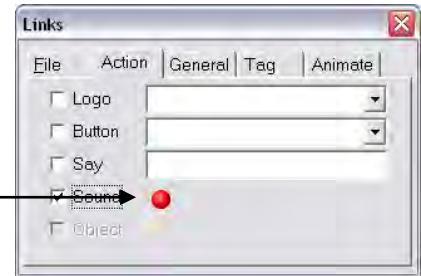 Links
File Action General Tag Animate
Logo
Button
Say
Sound
Object